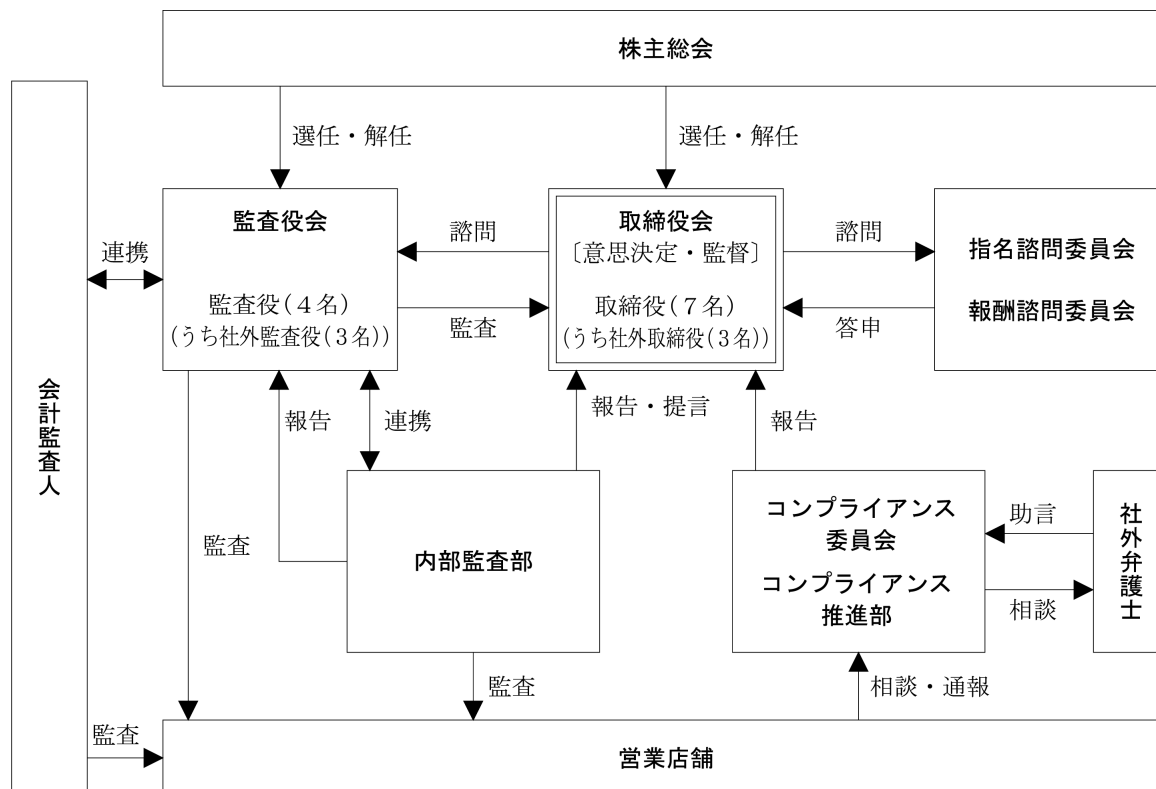 株主総会
選任・解任
選任・解任
監査役会
監査役(4名)
(うち社外監査役(3名))
諮問
監査
取締役会
〔意思決定・監督〕
取締役(7名)
(うち社外取締役(3名))
諮問
答申
指名諮問委員会
報酬諮問委員会
連携
会計監査人
報告
連携
報告・提言
報告
監査
内部監査部
コンプライアンス
委員会
コンプライアンス
推進部
助言
相談
社外弁護士
監査
相談・通報
監査
営業店舗